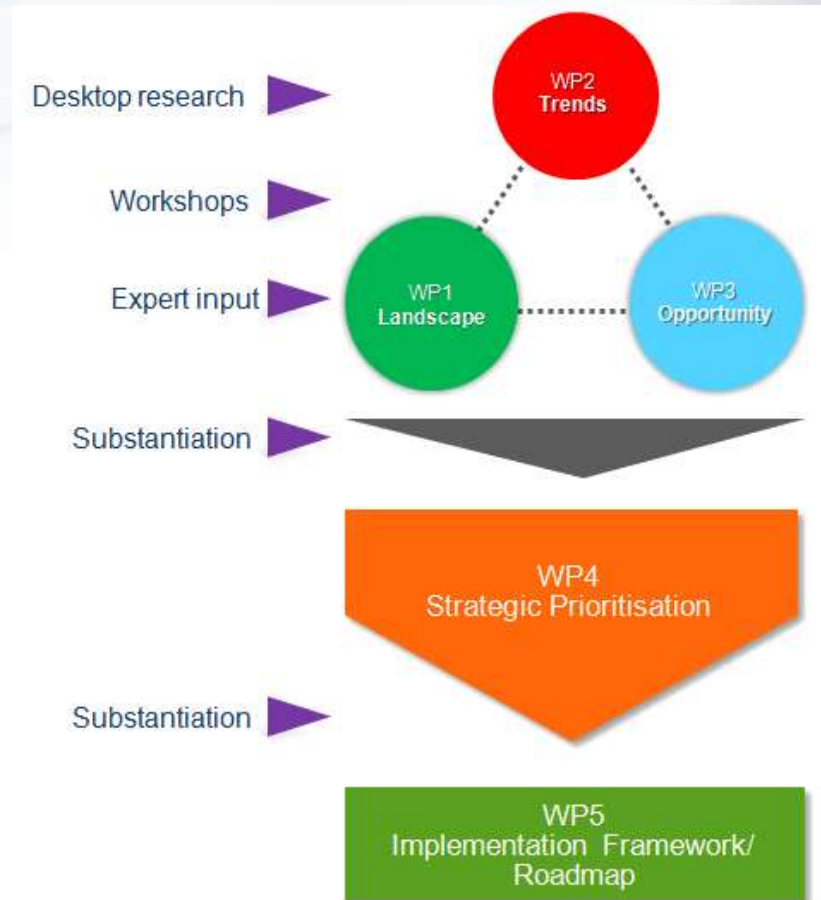 WP2
Trends
Desktop research
Workshops
Expert input
WP1
Landscape
WP3
Opportunity
Substantiation
WP4
Strategic Prioritisation
Substantiation
WP5
Implementation Framework/
Roadmap